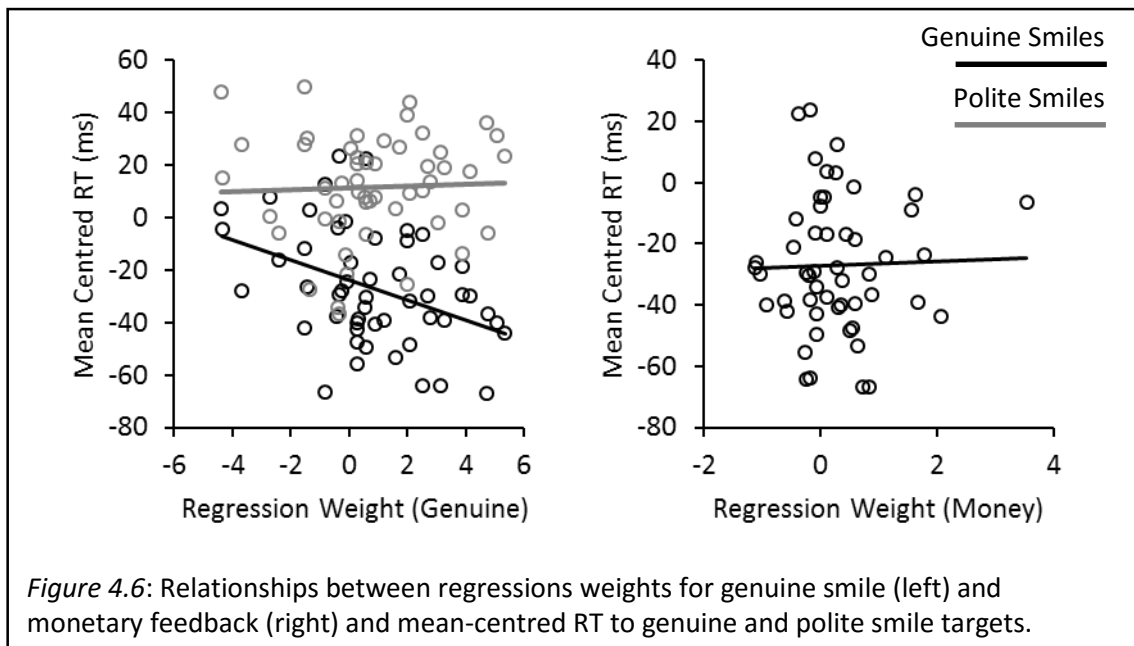 Genuine Smiles
Polite Smiles
60
40
20
0
-20
-40
-60
-80
Mean Centred RT (ms)
-6 -4 -2 0 2 4 6
Regression Weight (Genuine)
40
20
0
-20
-40
-60
-80
Mean Centred RT (ms)
-2 0 2 4
Regression Weight (Money)
Figure 4.6: Relationships between regressions weights for genuine smile (left) and
monetary feedback (right) and mean-centred RT to genuine and polite smile targets.